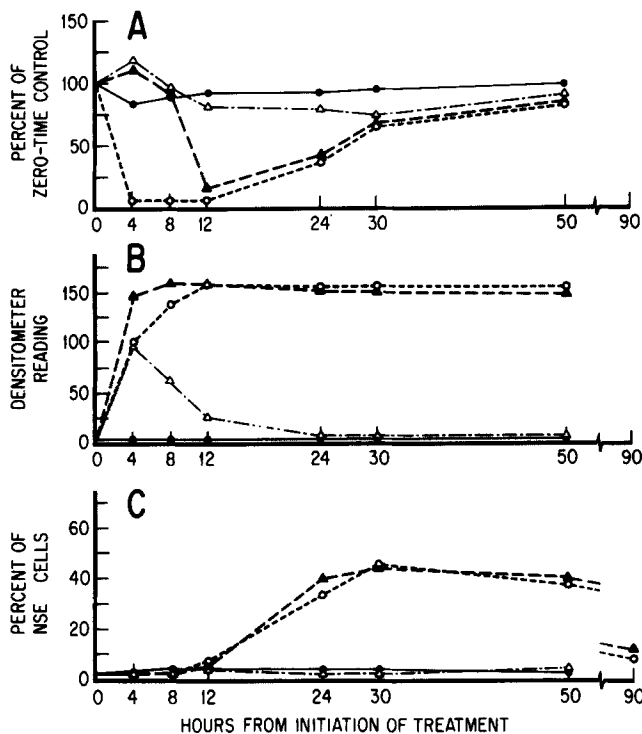 A
PERCENT OF
ZERO-TIME CONTROL
150
100
50
0
0 4 8 12 24 30 50 90
B
DENSITOMETER
READING
150
100
50
0
0 4 8 12 24 30 50 90
C
PERCENT OF
NSE CELLS
60
40
20
0
0 4 8 12 24 30 50 90
HOURS FROM INITIATION OF TREATMENT